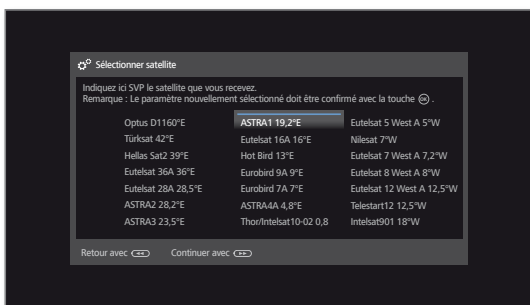 Sélectionner satellite
Indiquez ici SVP le satellite que vous recevez.
Remarque : Le paramètre nouvellement sélectionné doit être confirmé avec la touche OK .
Optus D1160°E ASTRA1 19,2°E Eutelsat 5 West A 5°W
Türksat 42°E Eutelsat 16A 16°E Nilesat 7°W
Hellas Sat2 39°E Hot Bird 13°E Eutelsat 7 West A 7,2°W
Eutelsat 36A 36°E Eurobird 9A 9°E Eutelsat 8 West A 8°W
Eutelsat 28A 28,5°E Eurobird 7A 7°E Eutelsat 12 West A 12,5°W
ASTRA2 28,2°E ASTRA4A 4,8°E Telestart12 12,5°W
ASTRA3 23,5°E Thor/Intelsat10-02 0,8 Intelsat901 18°W
Retour avec Continuer avec